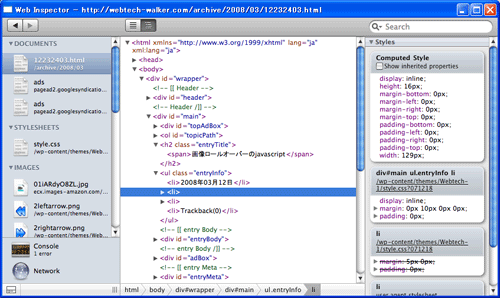 Web Inspector — http://webtech-walker.com/archive/2008/03/12232403.html
Search
DOCUMENTS
12232403.html
/archive/2008/03
ads
pagead2.googlesyndicatio...
ads
pagead2.googlesyndicatio...
STYLESHEETS
style.css
/wp-content/themes/Web...
IMAGES
01iARdyO8ZL.jpg
ecx.images-amazon.com/...
2leftarrow.png
/wp-content/themes/Web...
2rightarrow.png
/wp-content/themes/Web...
Console
1 error
Network
<html xmlns="http://www.w3.org/1999/xhtml" lang="ja"
xml:lang="ja">
<head>
<body>
<div id="wrapper">
<!-- [[ Header -->
<div id="header">
<!-- Header /]] -->
<div id="main">
<div id="topAdBox">
<ol id="topicPath">
<h2 class="entryTitle">
<span>画像ロールオーバーのjavascript</span>
</h2>
<ul class="entryInfo">
<li>2008年03月12日</li>
<li>
<li>
<li>Trackback(0)</li>
</ul>
<!-- [[ entry Body -->
<div id="entryBody">
<!-- entry Body /]] -->
<div id="adBox">
<!-- [[ entry Meta -->
<div id="entryMeta">
html
body
div#wrapper
div#main
ul.entryInfo
li
Styles
Computed Style
Show inherited properties
display: inline;
height: 16px;
margin-bottom: 0px;
margin-left: 0px;
margin-right: 0px;
margin-top: 0px;
padding-bottom: 0px;
padding-left: 0px;
padding-right: 0px;
padding-top: 0px;
width: 129px;
div#main ul.entryInfo li
/wp-content/themes/Webtech-
1/style.css?071218
display: inline;
margin: 0px 10px 0px 0px;
padding: 0px;
li
/wp-content/themes/Webtech-
1/style.css?071218
margin: 5px 0px;
padding: 0px;
li
user agent stylesheet